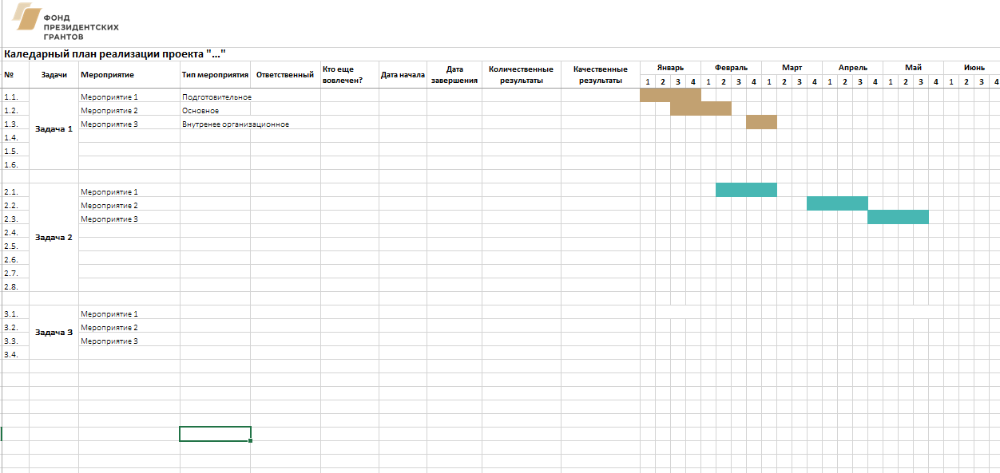 ФОНД
ПРЕЗИДЕНТСКИХ
ГРАНТОВ
Каледарный план реализации проекта "..."
№ Задачи Мероприятие Тип мероприятия Ответственный Кто еще вовлечен? Дата начала Дата завершения Количественные результаты Качественные результаты Январь Февраль Март Апрель Май Июнь
1 2 3 4 1 2 3 4 1 2 3 4 1 2 3 4 1 2 3 4 1 2 3 4
1.1. Мероприятие 1 Подготовительное
1.2. Мероприятие 2 Основное
1.3. Мероприятие 3 Внутренее организационное
Задача 1
1.4.
1.5.
1.6.
2.1. Мероприятие 1
2.2. Мероприятие 2
2.3. Мероприятие 3
2.4.
Задача 2
2.5.
2.6.
2.7.
2.8.
3.1. Мероприятие 1
3.2. Мероприятие 2
Задача 3
3.3. Мероприятие 3
3.4.